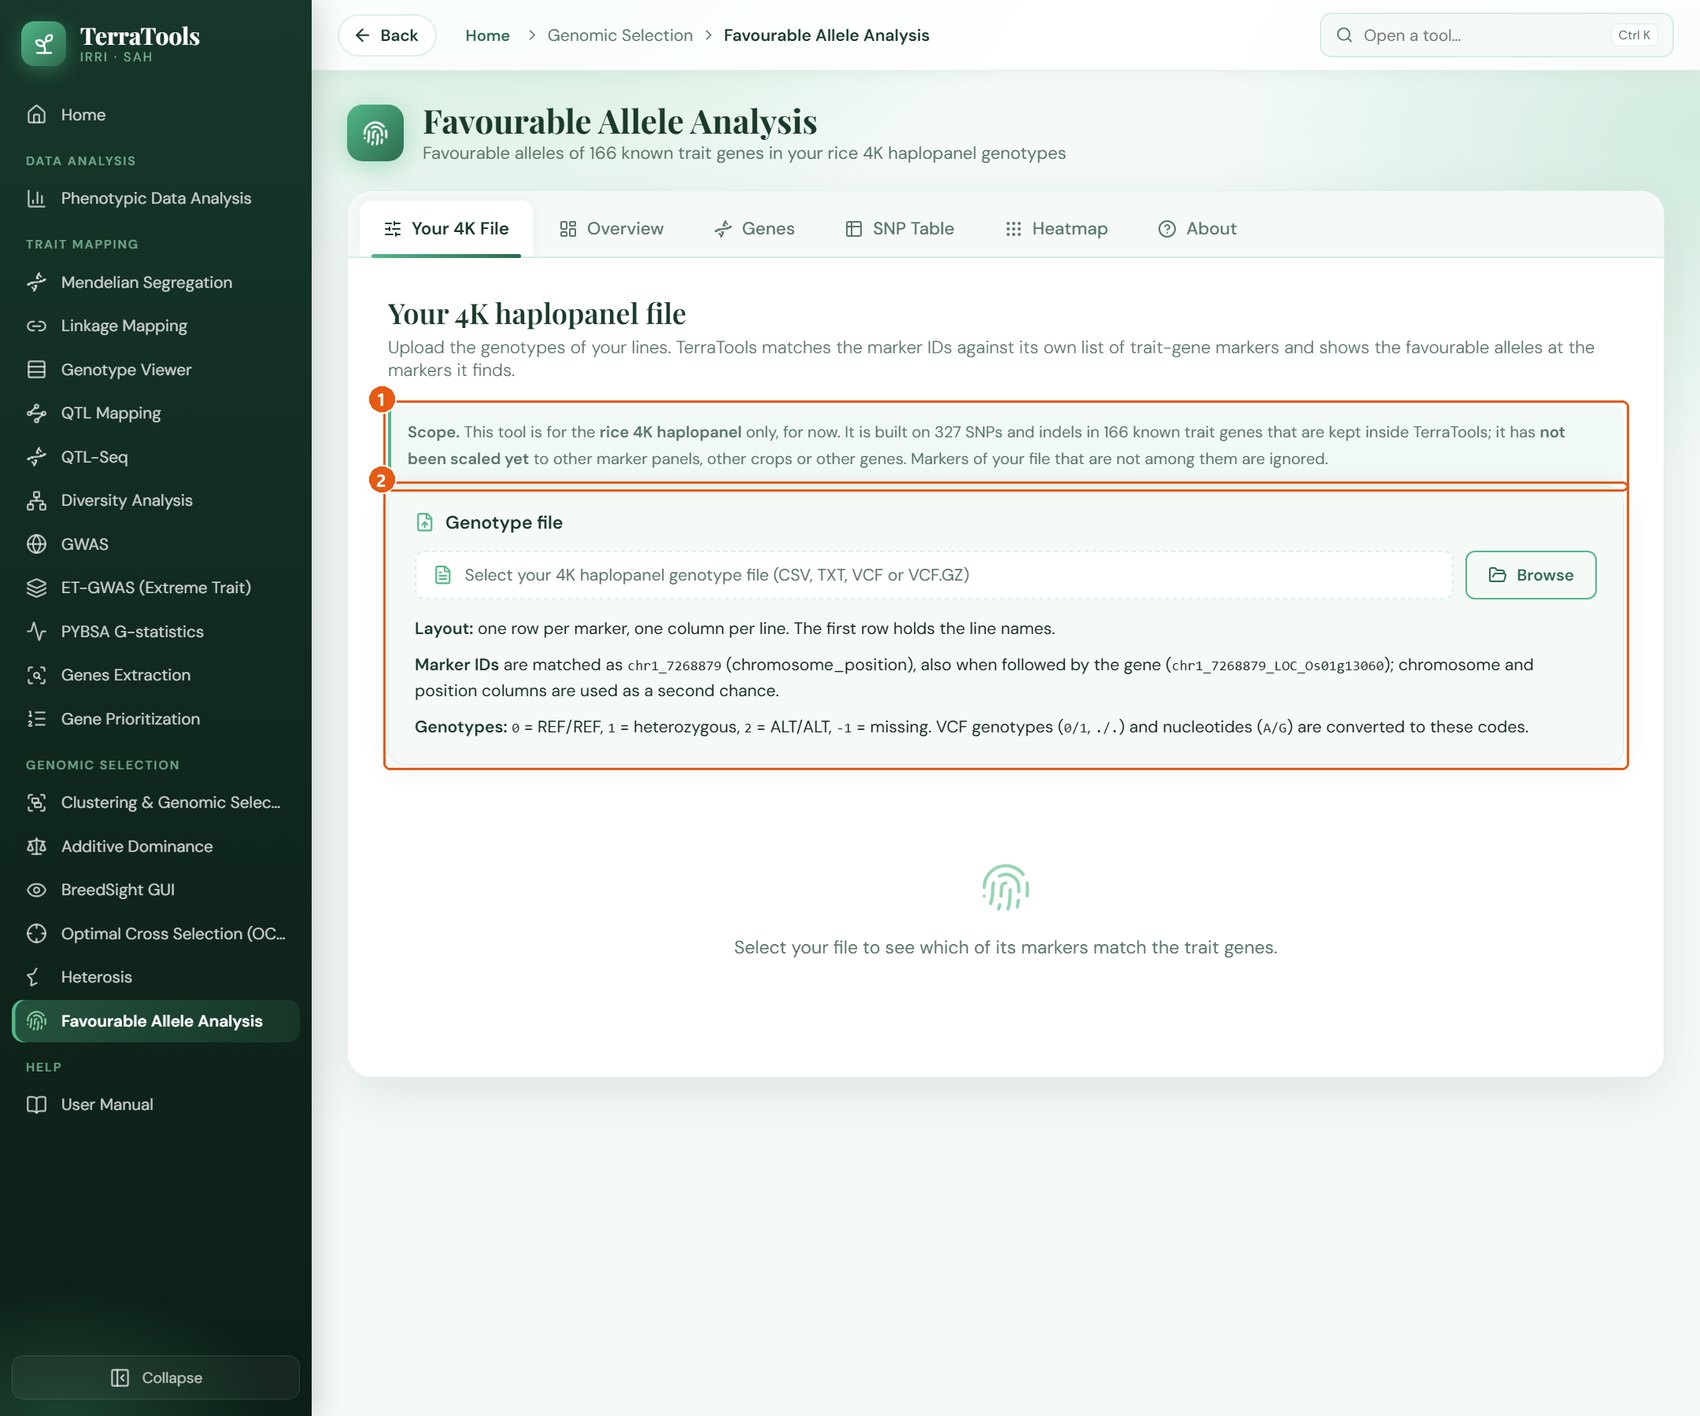 TerraTools
IRRI · SAH
Home
DATA ANALYSIS
Phenotypic Data Analysis
TRAIT MAPPING
Mendelian Segregation
Linkage Mapping
Genotype Viewer
QTL Mapping
QTL-Seq
Diversity Analysis
GWAS
ET-GWAS (Extreme Trait)
PYBSA G-statistics
Genes Extraction
Gene Prioritization
GENOMIC SELECTION
Clustering & Genomic Selec...
Additive Dominance
BreedSight GUI
Optimal Cross Selection (OC...
Heterosis
Favourable Allele Analysis
HELP
User Manual
Collapse
Back
Home > Genomic Selection > Favourable Allele Analysis
Open a tool...
Ctrl K
Favourable Allele Analysis
Favourable alleles of 166 known trait genes in your rice 4K haplopanel genotypes
Your 4K File
Overview
Genes
SNP Table
Heatmap
About
Your 4K haplopanel file
Upload the genotypes of your lines. TerraTools matches the marker IDs against its own list of trait-gene markers and shows the favourable alleles at the
markers it finds.
1
Scope. This tool is for the rice 4K haplopanel only, for now. It is built on 327 SNPs and indels in 166 known trait genes that are kept inside TerraTools; it has not
been scaled yet to other marker panels, other crops or other genes. Markers of your file that are not among them are ignored.
2
Genotype file
Select your 4K haplopanel genotype file (CSV, TXT, VCF or VCF.GZ)
Browse
Layout: one row per marker, one column per line. The first row holds the line names.
Marker IDs are matched as chr1_7268879 (chromosome_position), also when followed by the gene (chr1_7268879_LOC_Os01g13060); chromosome and
position columns are used as a second chance.
Genotypes: 0 = REF/REF, 1 = heterozygous, 2 = ALT/ALT, -1 = missing. VCF genotypes (0/1, ./.) and nucleotides (A/G) are converted to these codes.
Select your file to see which of its markers match the trait genes.